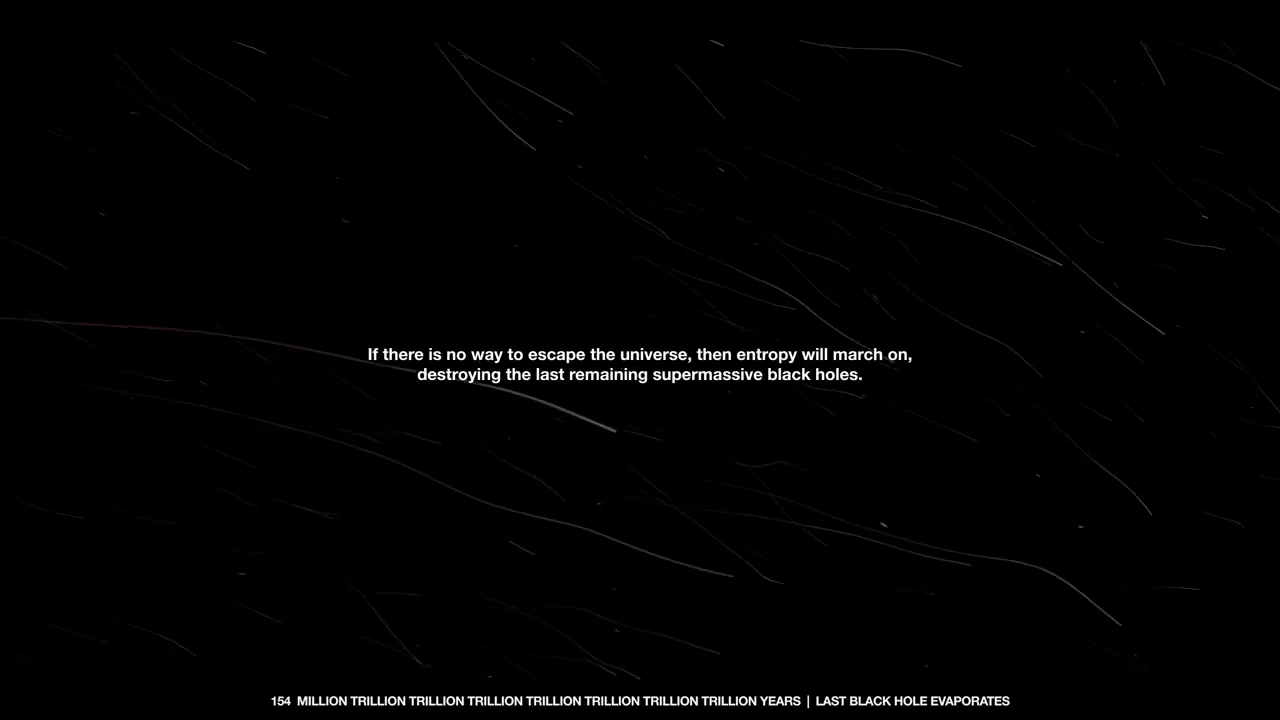 If there is no way to escape the universe, then entropy will march on,
destroying the last remaining supermassive black holes.
154 MILLION TRILLION TRILLION TRILLION TRILLION TRILLION TRILLION TRILLION YEARS | LAST BLACK HOLE EVAPORATES